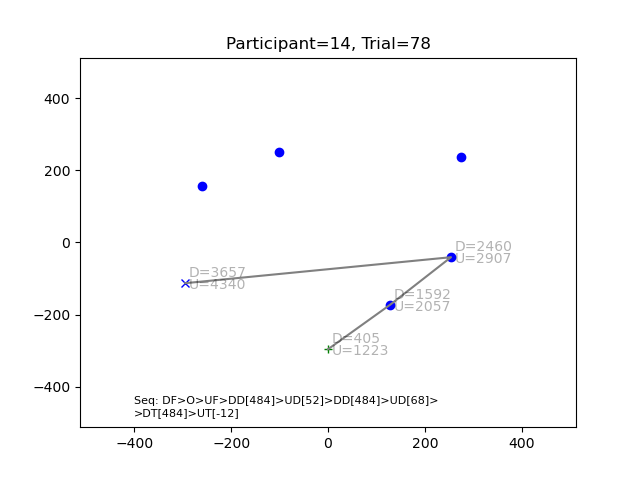 Participant=14, Trial=78
400
200
0
−200
−400
D=2460
U=2907
D=3657
U=4340
D=1592
U=2057
D=405
U=1223
Seq: DF>O>UF>DD[484]>UD[52]>DD[484]>UD[68]>
>DT[484]>UT[-12]
−400 −200 0 200 400